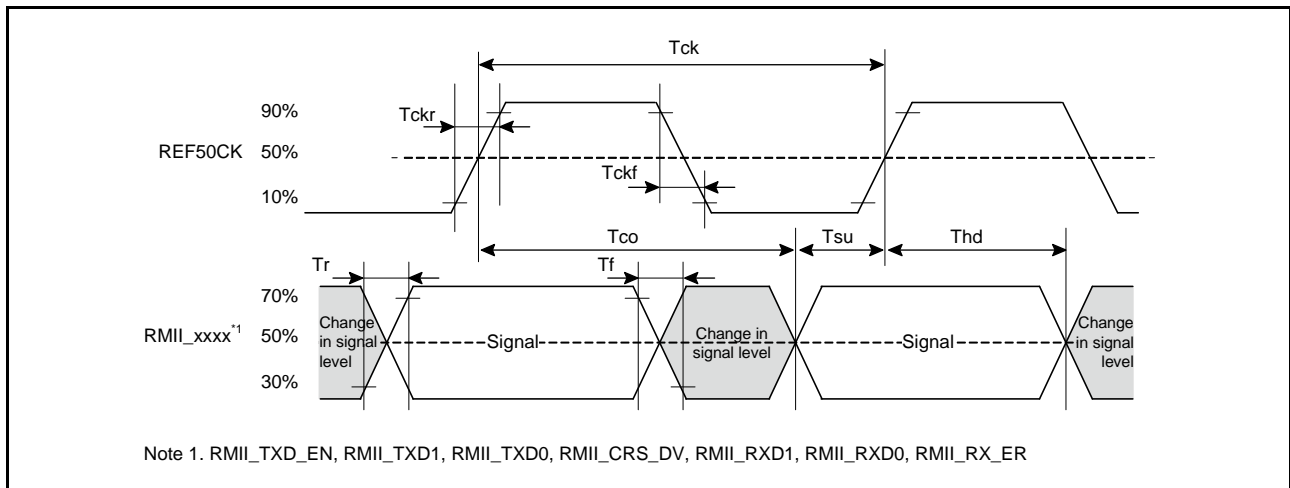 Tck
90%
Tckr
REF50CK
50%
Tckf
10%
Tco
Tsu
Thd
Tr
Tf
70%
RMII_xxxx*1
50%
30%
Change
in signal
level
Signal
Change in
signal level
Signal
Change
in signal
level
Note 1. RMII_TXD_EN, RMII_TXD1, RMII_TXD0, RMII_CRS_DV, RMII_RXD1, RMII_RXD0, RMII_RX_ER